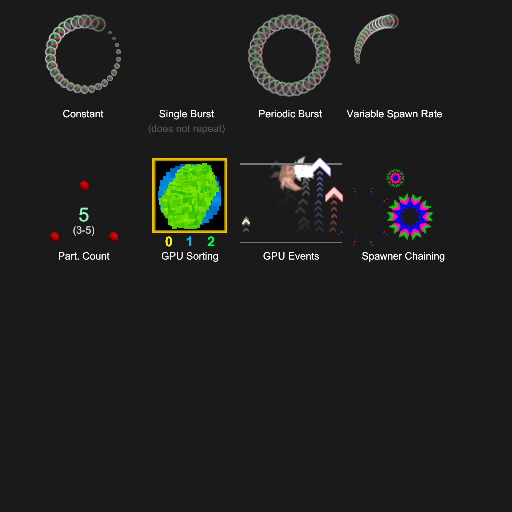 Constant
Single Burst
(does not repeat)
Periodic Burst
Variable Spawn Rate
5
(3-5)
Part. Count
0 1 2
GPU Sorting
GPU Events
Spawner Chaining